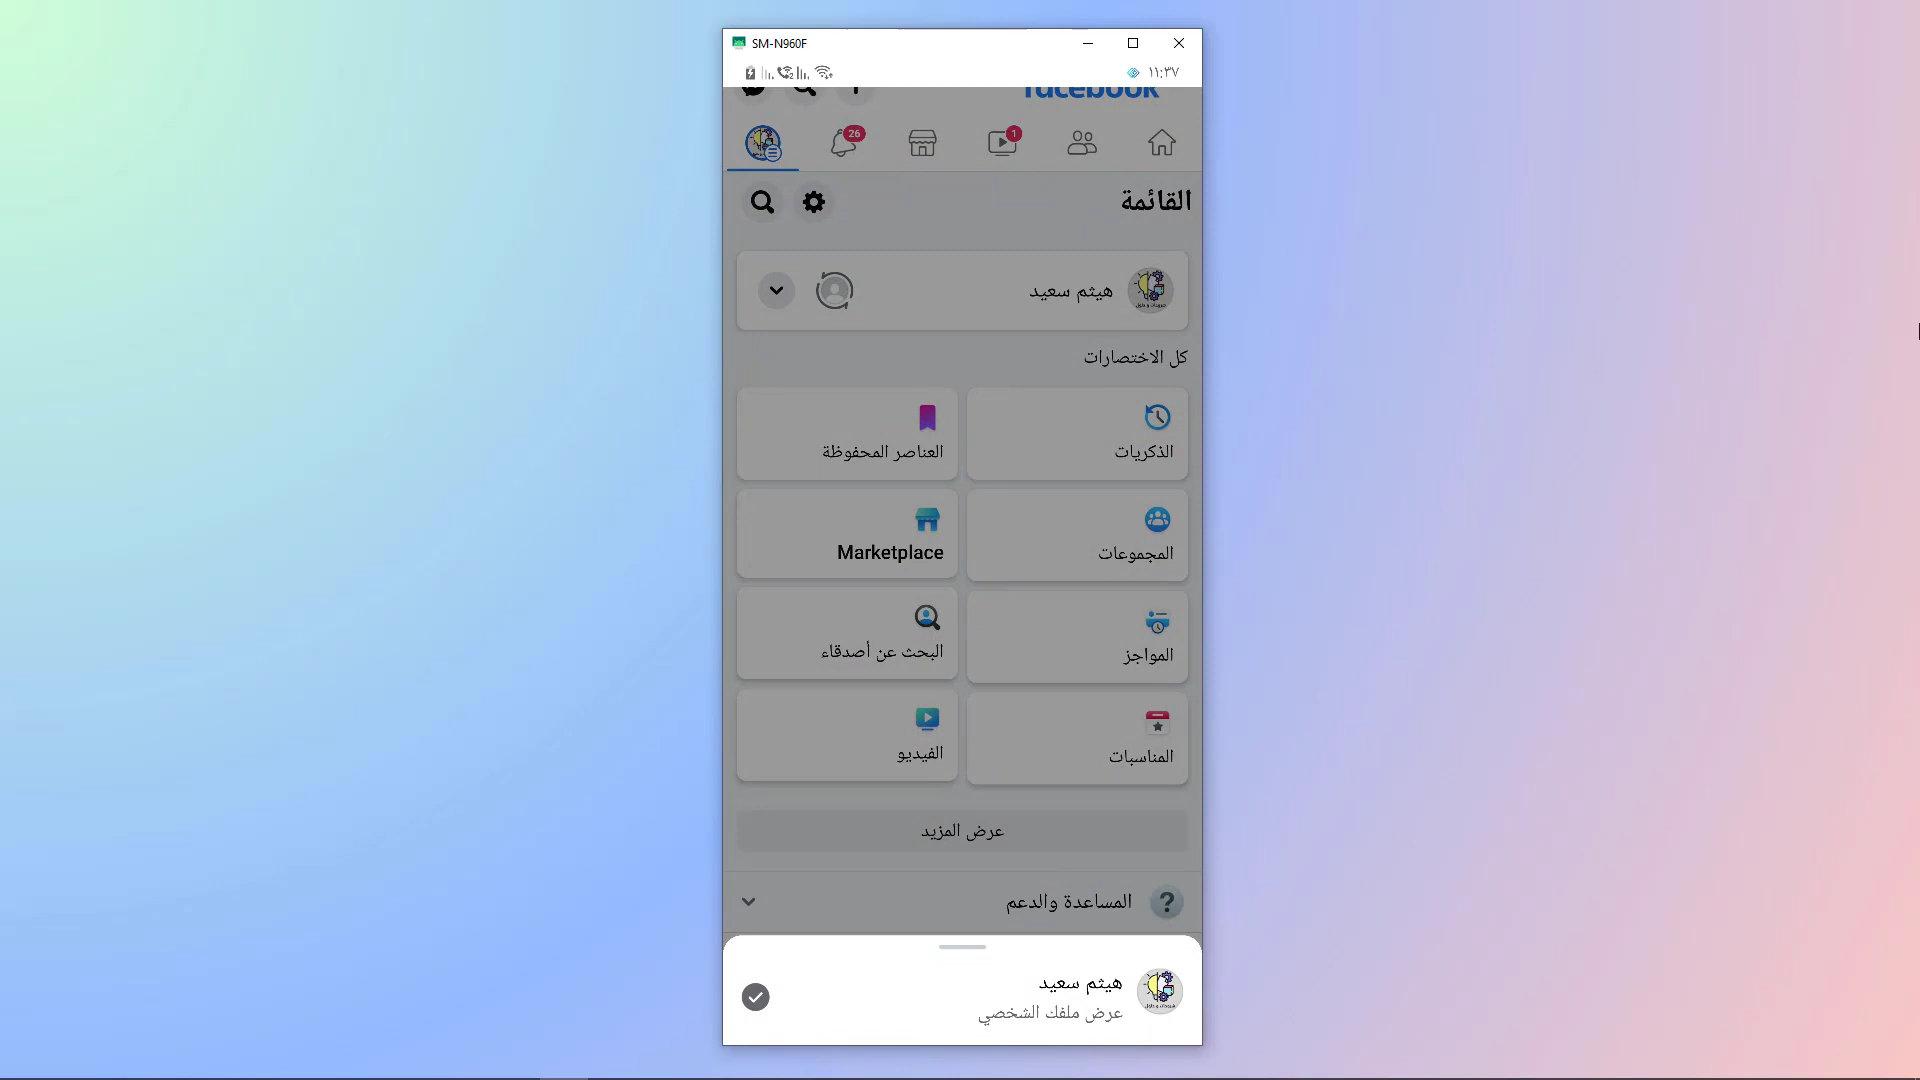 SM-N960F
١١:٣٧
facebook
26
1
القائمة
هيثم سعيد
كل الاختصارات
الذكريات
العناصر المحفوظة
المجموعات
Marketplace
المواجز
البحث عن أصدقاء
المناسبات
الفيديو
عرض المزيد
المساعدة والدعم
هيثم سعيد
عرض ملفك الشخصي